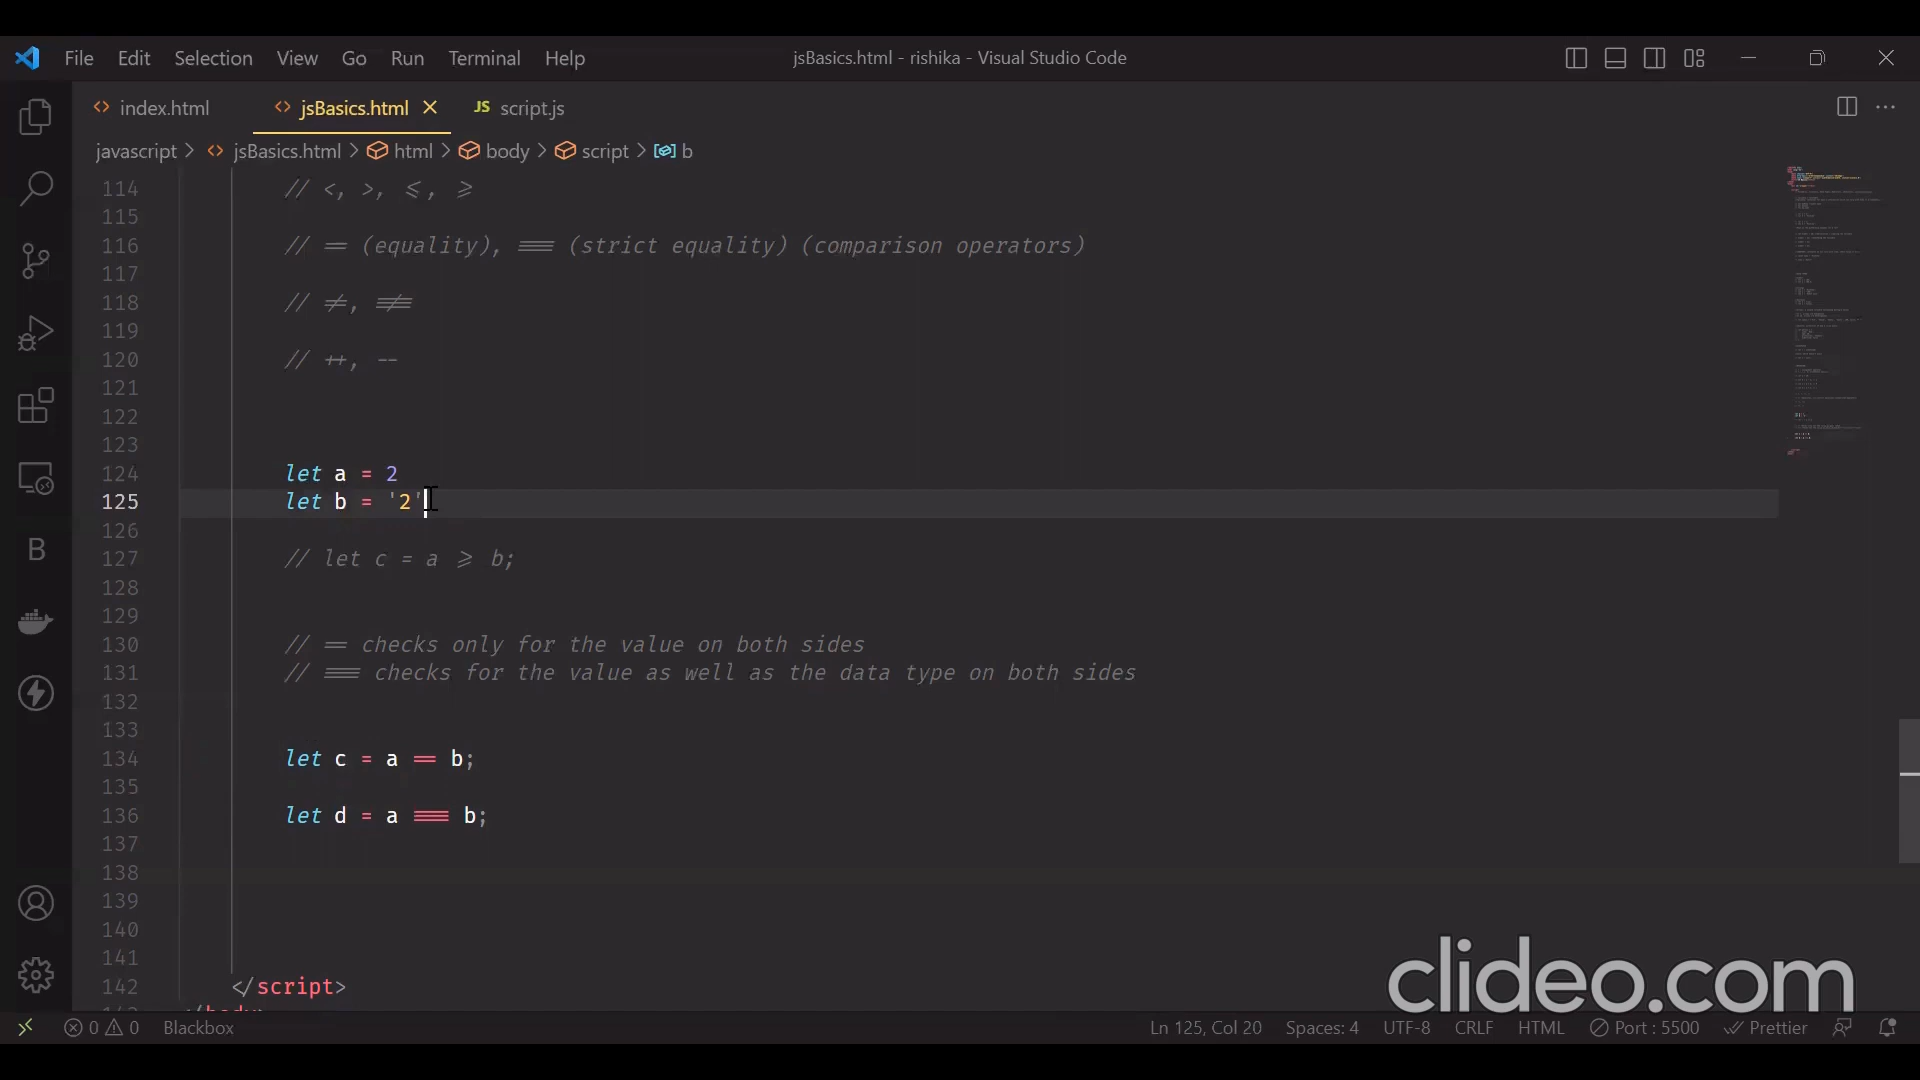 File Edit Selection View Go Run Terminal Help jsBasics.html - rishika - Visual Studio Code
index.html jsBasics.html JS script.js
javascript > jsBasics.html > html > body > script > b
114 // <, >, <=, >=
115
116 // == (equality), === (strict equality) (comparison operators)
117
118 // !=, !==
119
120 // ++, --
121
122
123
124 let a = 2
125 let b = '2'
126
127 // let c = a >= b;
128
129
130 // == checks only for the value on both sides
131 // === checks for the value as well as the data type on both sides
132
133
134 let c = a == b;
135
136 let d = a === b;
137
138
139
140
141
142 </script>
clideo.com
0 0 Blackbox Ln 125, Col 20 Spaces: 4 UTF-8 CRLF HTML Port : 5500 Prettier